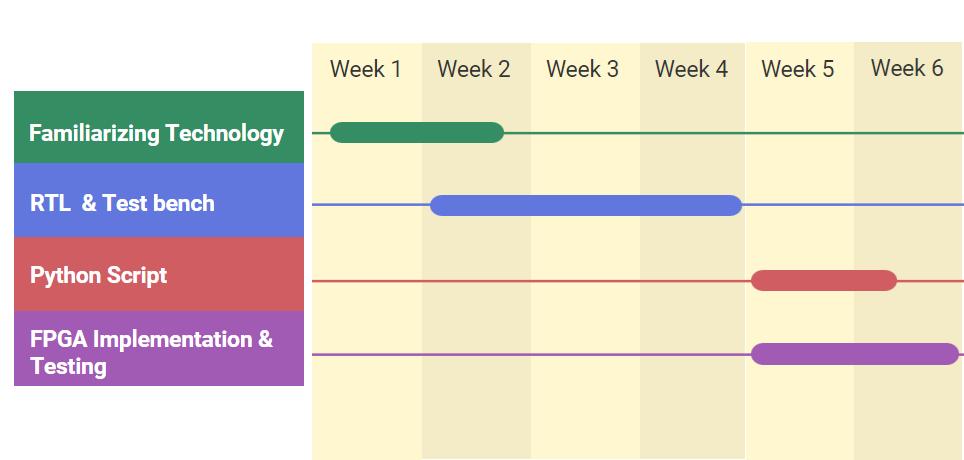 Week 1 Week 2 Week 3 Week 4 Week 5 Week 6
Familiarizing Technology
RTL  & Test bench
Python Script
FPGA Implementation &
Testing